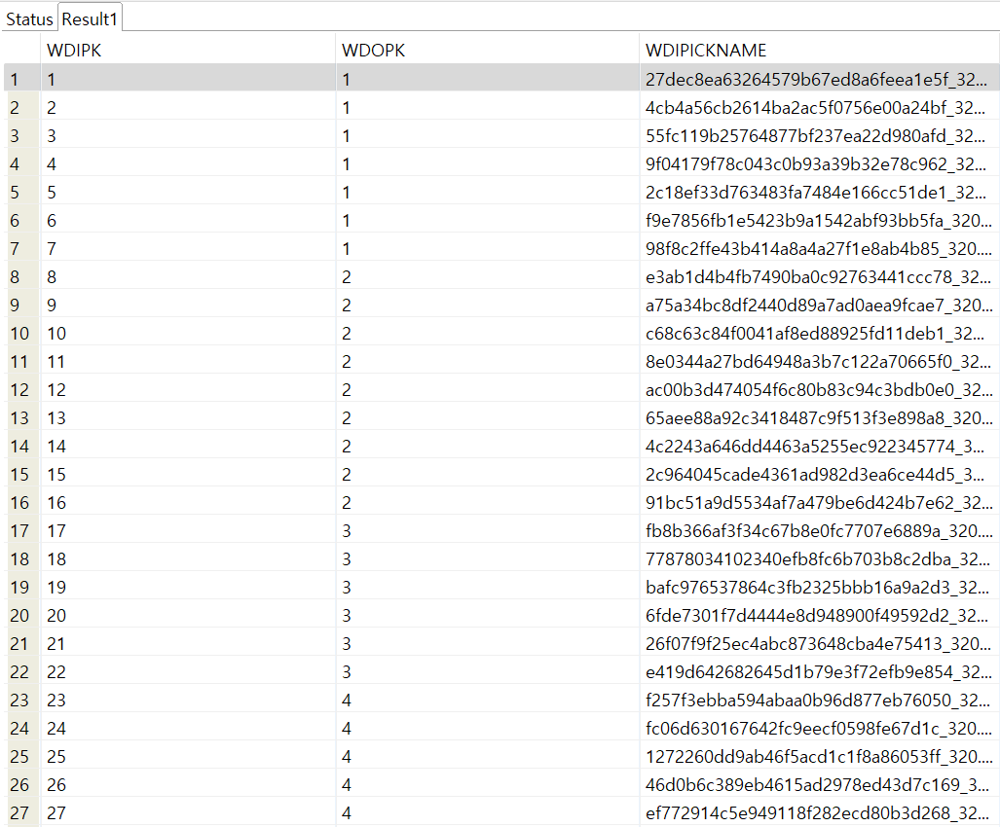 Status Result1
WDIPK WDOPK WDIPICKNAME
1 1 1 27dec8ea63264579b67ed8a6feea1e5f_32...
2 2 1 4cb4a56cb2614ba2ac5f0756e00a24bf_32...
3 3 1 55fc119b25764877bf237ea22d980afd_32...
4 4 1 9f04179f78c043c0b93a39b32e78c962_32...
5 5 1 2c18ef33d763483fa7484e166cc51de1_32...
6 6 1 f9e7856fb1e5423b9a1542abf93bb5fa_320...
7 7 1 98f8c2ffe43b414a8a4a27f1e8ab4b85_320....
8 8 2 e3ab1d4b4fb7490ba0c92763441ccc78_32...
9 9 2 a75a34bc8df2440d89a7ad0aea9fcae7_320...
10 10 2 c68c63c84f0041af8ed88925fd11deb1_32...
11 11 2 8e0344a27bd64948a3b7c122a70665f0_32...
12 12 2 ac00b3d474054f6c80b83c94c3bdb0e0_32...
13 13 2 65aee88a92c3418487c9f513f3e898a8_320...
14 14 2 4c2243a646dd4463a5255ec922345774_3...
15 15 2 2c964045cade4361ad982d3ea6ce44d5_3...
16 16 2 91bc51a9d5534af7a479be6d424b7e62_32...
17 17 3 fb8b366af3f34c67b8e0fc7707e6889a_320....
18 18 3 77878034102340efb8fc6b703b8c2dba_32...
19 19 3 bafc976537864c3fb2325bbb16a9a2d3_32...
20 20 3 6fde7301f7d4444e8d948900f49592d2_32...
21 21 3 26f07f9f25ec4abc873648cba4e75413_320...
22 22 3 e419d642682645d1b79e3f72efb9e854_32...
23 23 4 f257f3ebba594abaa0b96d877eb76050_32...
24 24 4 fc06d630167642fc9eecf0598fe67d1c_320....
25 25 4 1272260dd9ab46f5acd1c1f8a86053ff_320....
26 26 4 46d0b6c389eb4615ad2978ed43d7c169_3...
27 27 4 ef772914c5e949118f282ecd80b3d268_32...